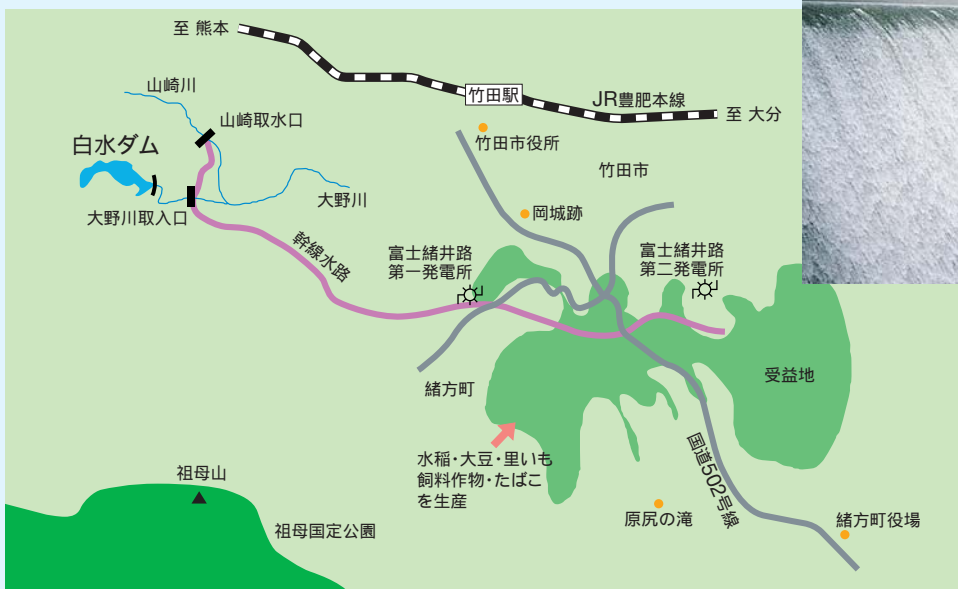 至 熊本
山崎川
竹田駅
JR豊肥本線
至 大分
山崎取水口
竹田市役所
白水ダム
竹田市
大野川
大野川取入口
岡城跡
幹線水路
富士緒井路
第一発電所
富士緒井路
第二発電所
受益地
緒方町
水稲・大豆・里いも
飼料作物・たばこ
を生産
国道502号線
祖母山
祖母国定公園
原尻の滝
緒方町役場